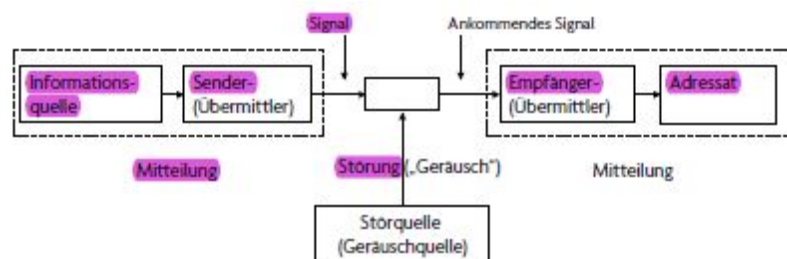 Signal
Ankommendes Signal
Informations-
quelle
Sender-
(Übermittler)
Empfänger-
(Übermittler)
Adressat
Mitteilung
Störung („Geräusch“)
Mitteilung
Störquelle
(Geräuschquelle)